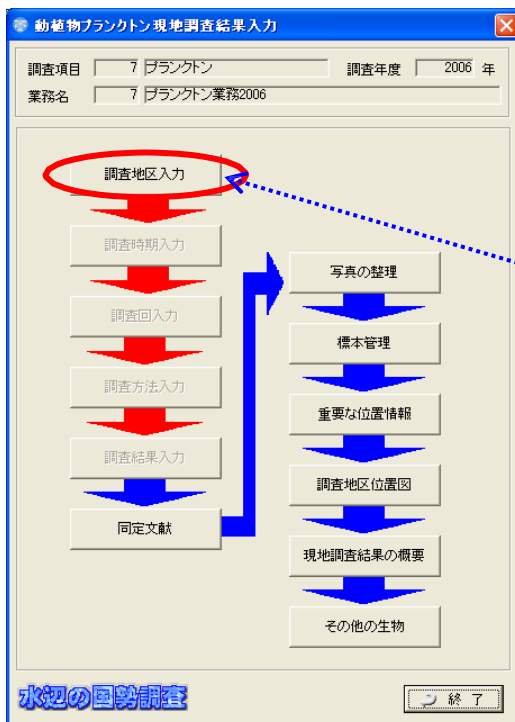 動植物プランクトン現地調査結果入力
調査項目 7 プランクトン 調査年度 2006 年
業務名 7 プランクトン業務2006
調査地区入力
調査時期入力
調査回入力
調査方法入力
調査結果入力
同定文献
写真の整理
標本管理
重要な位置情報
調査地区位置図
現地調査結果の概要
その他の生物
水辺の国勢調査
終 了